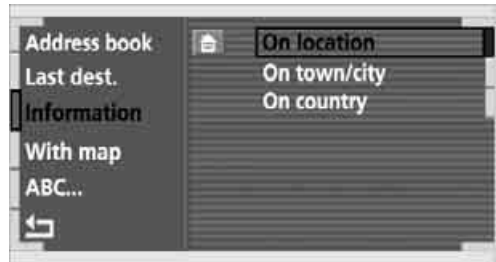 Address book
Last dest.
Information
With map
ABC...
On location
On town/city
On country